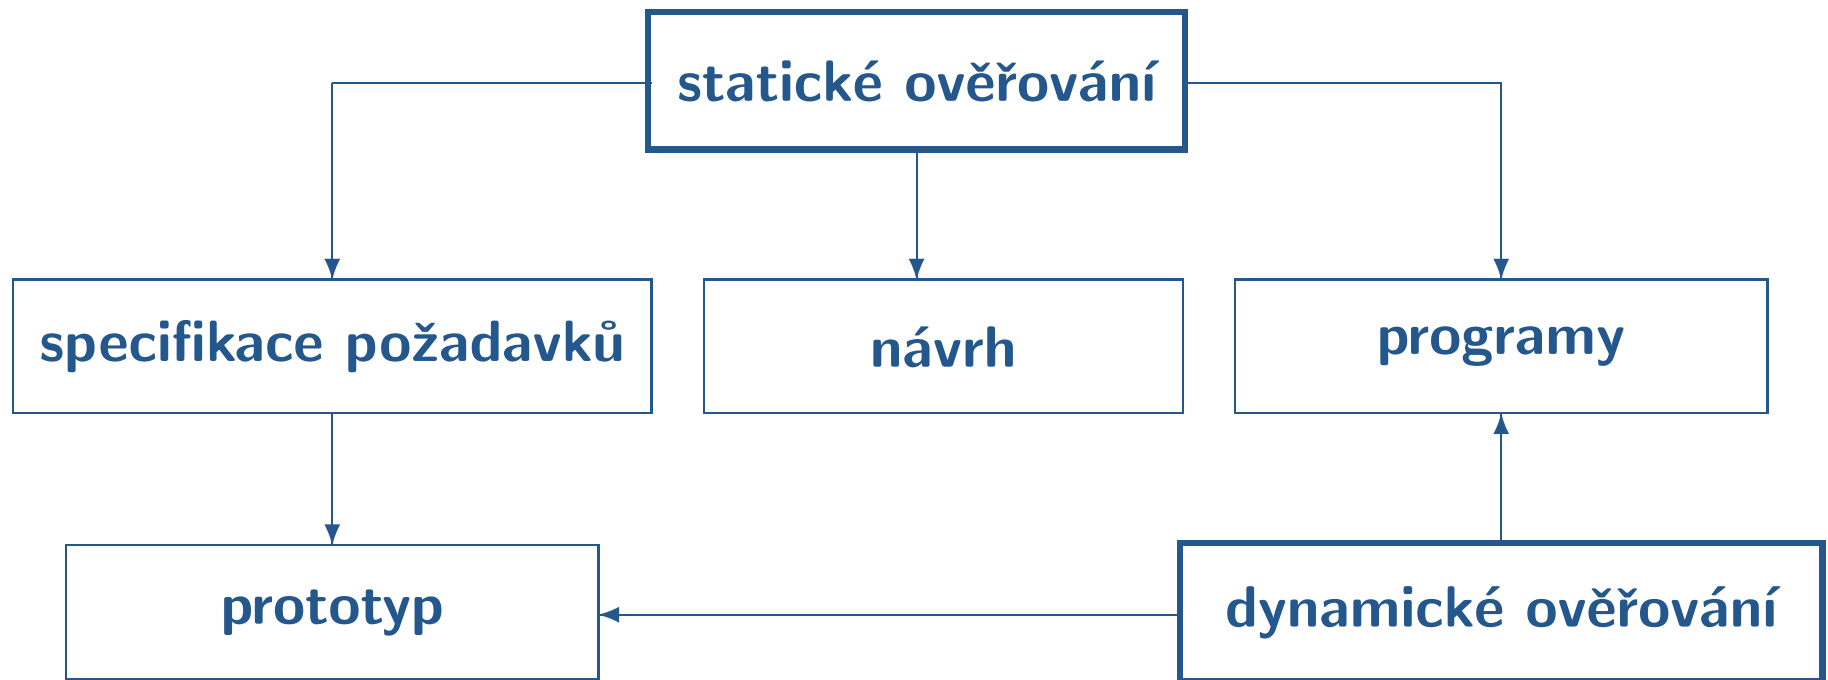 statické ověřování
specifikace požadavků
návrh
programy
prototyp
dynamické ověřování